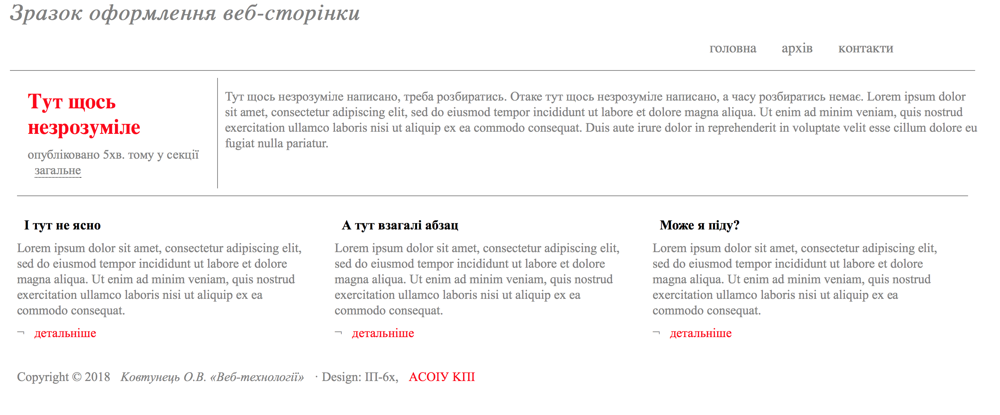 Зразок оформлення веб-сторінки
головна архів контакти
Тут щось
незрозуміле
опубліковано 5хв. тому у секції
загальне
Тут щось незрозуміле написано, треба розбиратись. Отаке тут щось незрозуміле написано, а часу розбиратись немає. Lorem ipsum dolor
sit amet, consectetur adipiscing elit, sed do eiusmod tempor incididunt ut labore et dolore magna aliqua. Ut enim ad minim veniam, quis nostrud
exercitation ullamco laboris nisi ut aliquip ex ea commodo consequat. Duis aute irure dolor in reprehenderit in voluptate velit esse cillum dolore eu
fugiat nulla pariatur.
І тут не ясно
Lorem ipsum dolor sit amet, consectetur adipiscing elit,
sed do eiusmod tempor incididunt ut labore et dolore
magna aliqua. Ut enim ad minim veniam, quis nostrud
exercitation ullamco laboris nisi ut aliquip ex ea
commodo consequat.
¬ детальніше
А тут взагалі абзац
Lorem ipsum dolor sit amet, consectetur adipiscing elit,
sed do eiusmod tempor incididunt ut labore et dolore
magna aliqua. Ut enim ad minim veniam, quis nostrud
exercitation ullamco laboris nisi ut aliquip ex ea
commodo consequat.
¬ детальніше
Може я піду?
Lorem ipsum dolor sit amet, consectetur adipiscing elit,
sed do eiusmod tempor incididunt ut labore et dolore
magna aliqua. Ut enim ad minim veniam, quis nostrud
exercitation ullamco laboris nisi ut aliquip ex ea
commodo consequat.
¬ детальніше
Copyright © 2018 Ковтунець О.В. «Веб-технології» · Design: ІП-6х, АСОІУ КПІ